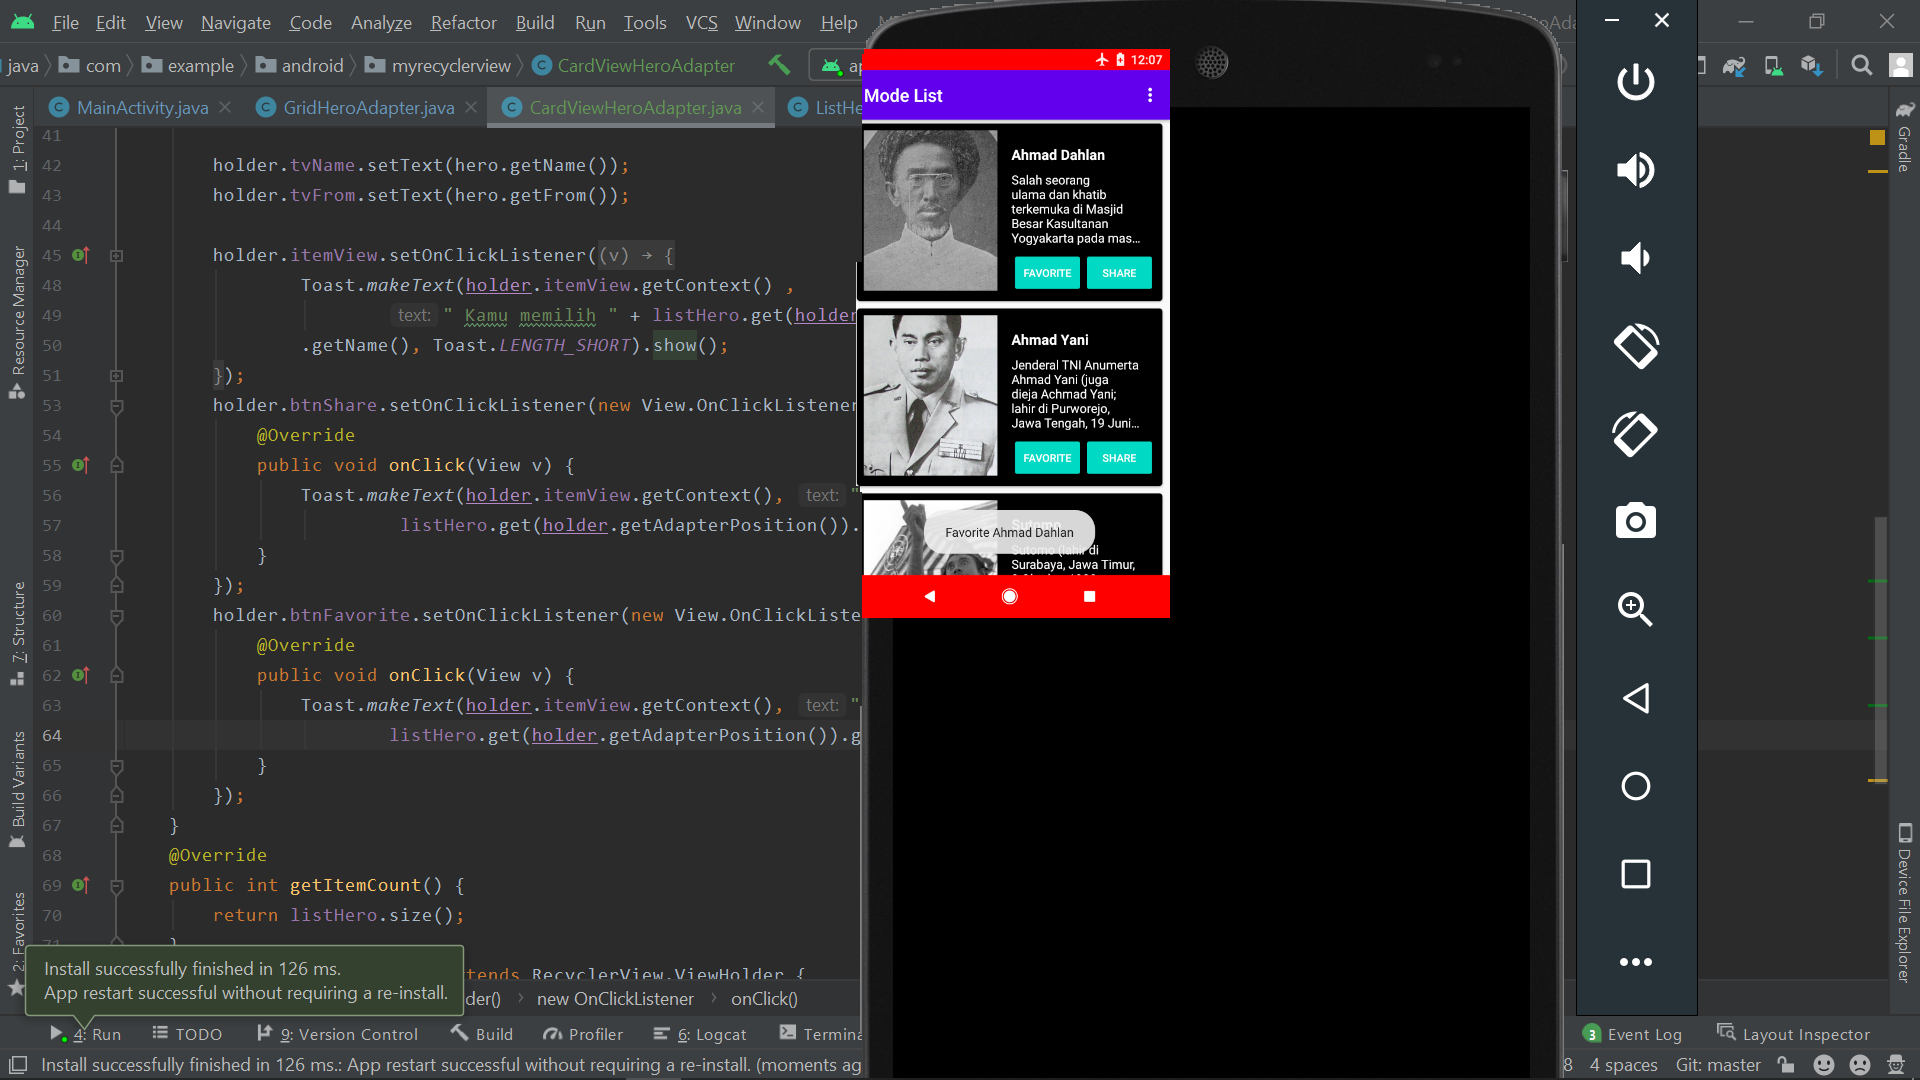 File Edit View Navigate Code Analyze Refactor Build Run Tools VCS Window Help
java com example android myrecyclerview CardViewHeroAdapter
MainActivity.java GridHeroAdapter.java CardViewHeroAdapter.java ListHe
1: Project
Resource Manager
7: Structure
Build Variants
2: Favorites
41
42 holder.tvName.setText(hero.getName());
43 holder.tvFrom.setText(hero.getFrom());
44
45 holder.itemView.setOnClickListener((v) → {
48 Toast.makeText(holder.itemView.getContext() ,
49 text: " Kamu memilih " + listHero.get(holder
50 .getName(), Toast.LENGTH_SHORT).show();
51 });
53 holder.btnShare.setOnClickListener(new View.OnClickListener
54 @Override
55 public void onClick(View v) {
56 Toast.makeText(holder.itemView.getContext(), text: "
57 listHero.get(holder.getAdapterPosition()).
58 }
59 });
60 holder.btnFavorite.setOnClickListener(new View.OnClickListe
61 @Override
62 public void onClick(View v) {
63 Toast.makeText(holder.itemView.getContext(), text: "
64 listHero.get(holder.getAdapterPosition()).g
65 }
66 });
67 }
68 @Override
69 public int getItemCount() {
70 return listHero.size();
71 }
tends RecyclerView.ViewHolder {
Install successfully finished in 126 ms.
App restart successful without requiring a re-install.
der() › new OnClickListener › onClick()
12:07
Mode List
Ahmad Dahlan
Salah seorang
ulama dan khatib
terkemuka di Masjid
Besar Kasultanan
Yogyakarta pada mas...
FAVORITE SHARE
Ahmad Yani
Jenderal TNI Anumerta
Ahmad Yani (juga
dieja Achmad Yani;
lahir di Purworejo,
Jawa Tengah, 19 Juni...
FAVORITE SHARE
Sutomo
Sutomo (lahir di
Surabaya, Jawa Timur,
Favorite Ahmad Dahlan
Gradle
Device File Explorer
4: Run TODO 9: Version Control Build Profiler 6: Logcat Termina
3 Event Log Layout Inspector
Install successfully finished in 126 ms.: App restart successful without requiring a re-install. (moments ag
8 4 spaces Git: master